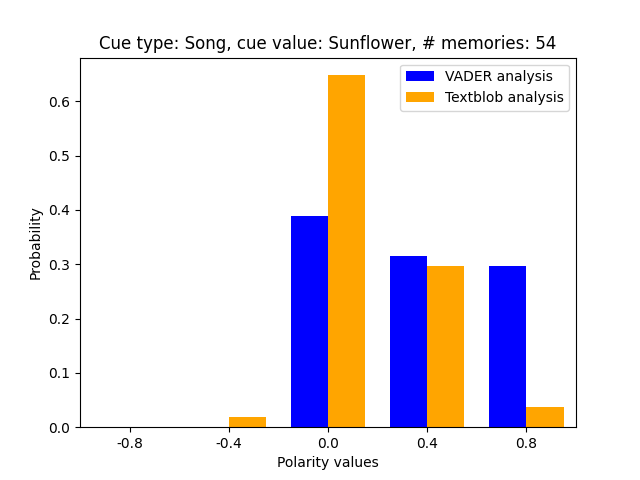 Cue type: Song, cue value: Sunflower, # memories: 54
VADER analysis
Textblob analysis
Probability
0.6
0.5
0.4
0.3
0.2
0.1
0.0
-0.8 -0.4 0.0 0.4 0.8
Polarity values